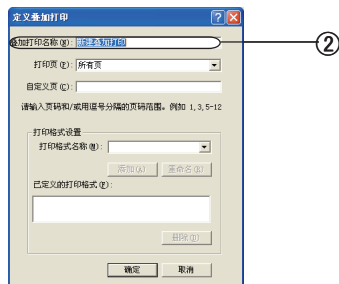 定义叠加打印
叠加打印名称(N): 新建叠加打印
②
打印页(P): 所有页
自定义页(C):
请输入页码和/或用逗号分隔的页码范围。例如 1,3,5-12
打印格式设置
打印格式名称(M):
添加(A) 重命名(R)
已定义的打印格式(F):
删除(D)
确定 取消